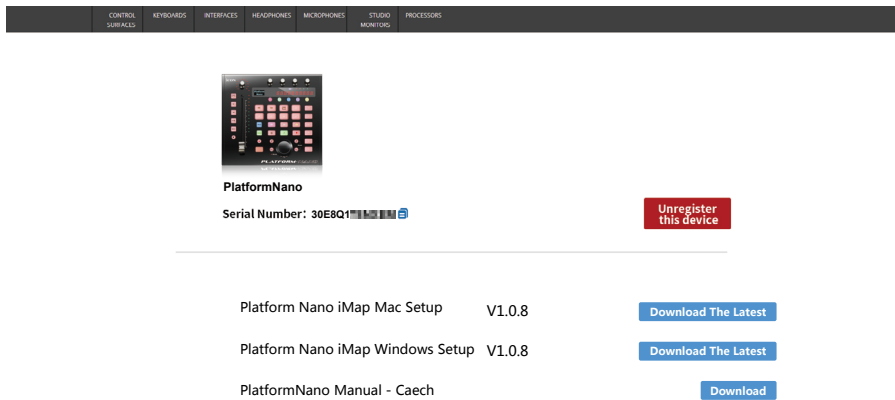 CONTROL SURFACES KEYBOARDS INTERFACES HEADPHONES MICROPHONES STUDIO MONITORS PROCESSORS
PLATFORM
PlatformNano
Serial Number: 30E8Q1
Unregister
this device
Platform Nano iMap Mac Setup V1.0.8 Download The Latest
Platform Nano iMap Windows Setup V1.0.8 Download The Latest
PlatformNano Manual - Caech Download